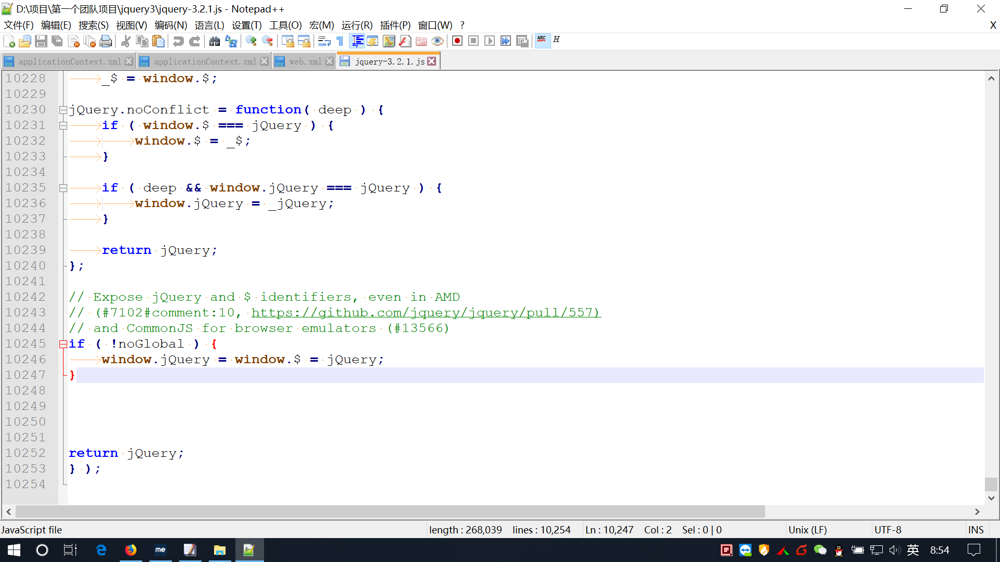 D:\项目\第一个团队项目\jquery3\jquery-3.2.1.js - Notepad++
文件(F) 编辑(E) 搜索(S) 视图(V) 编码(N) 语言(L) 设置(T) 工具(O) 宏(M) 运行(R) 插件(P) 窗口(W) ? X
ABC H
applicationContext.xml applicationContext.xml web.xml jquery-3.2.1.js
10228 _$ = window.$;
10229
10230 jQuery.noConflict = function( deep ) {
10231 if ( window.$ === jQuery ) {
10232 window.$ = _$;
10233 }
10234
10235 if ( deep && window.jQuery === jQuery ) {
10236 window.jQuery = _jQuery;
10237 }
10238
10239 return jQuery;
10240 };
10241
10242 // Expose jQuery and $ identifiers, even in AMD
10243 // (#7102#comment:10, https://github.com/jquery/jquery/pull/557)
10244 // and CommonJS for browser emulators (#13566)
10245 if ( !noGlobal ) {
10246 window.jQuery = window.$ = jQuery;
10247 }
10248
10249
10250
10251
10252 return jQuery;
10253 } );
10254
JavaScript file length : 268,039 lines : 10,254 Ln : 10,247 Col : 2 Sel : 0 | 0 Unix (LF) UTF-8 INS
me 英 8:54